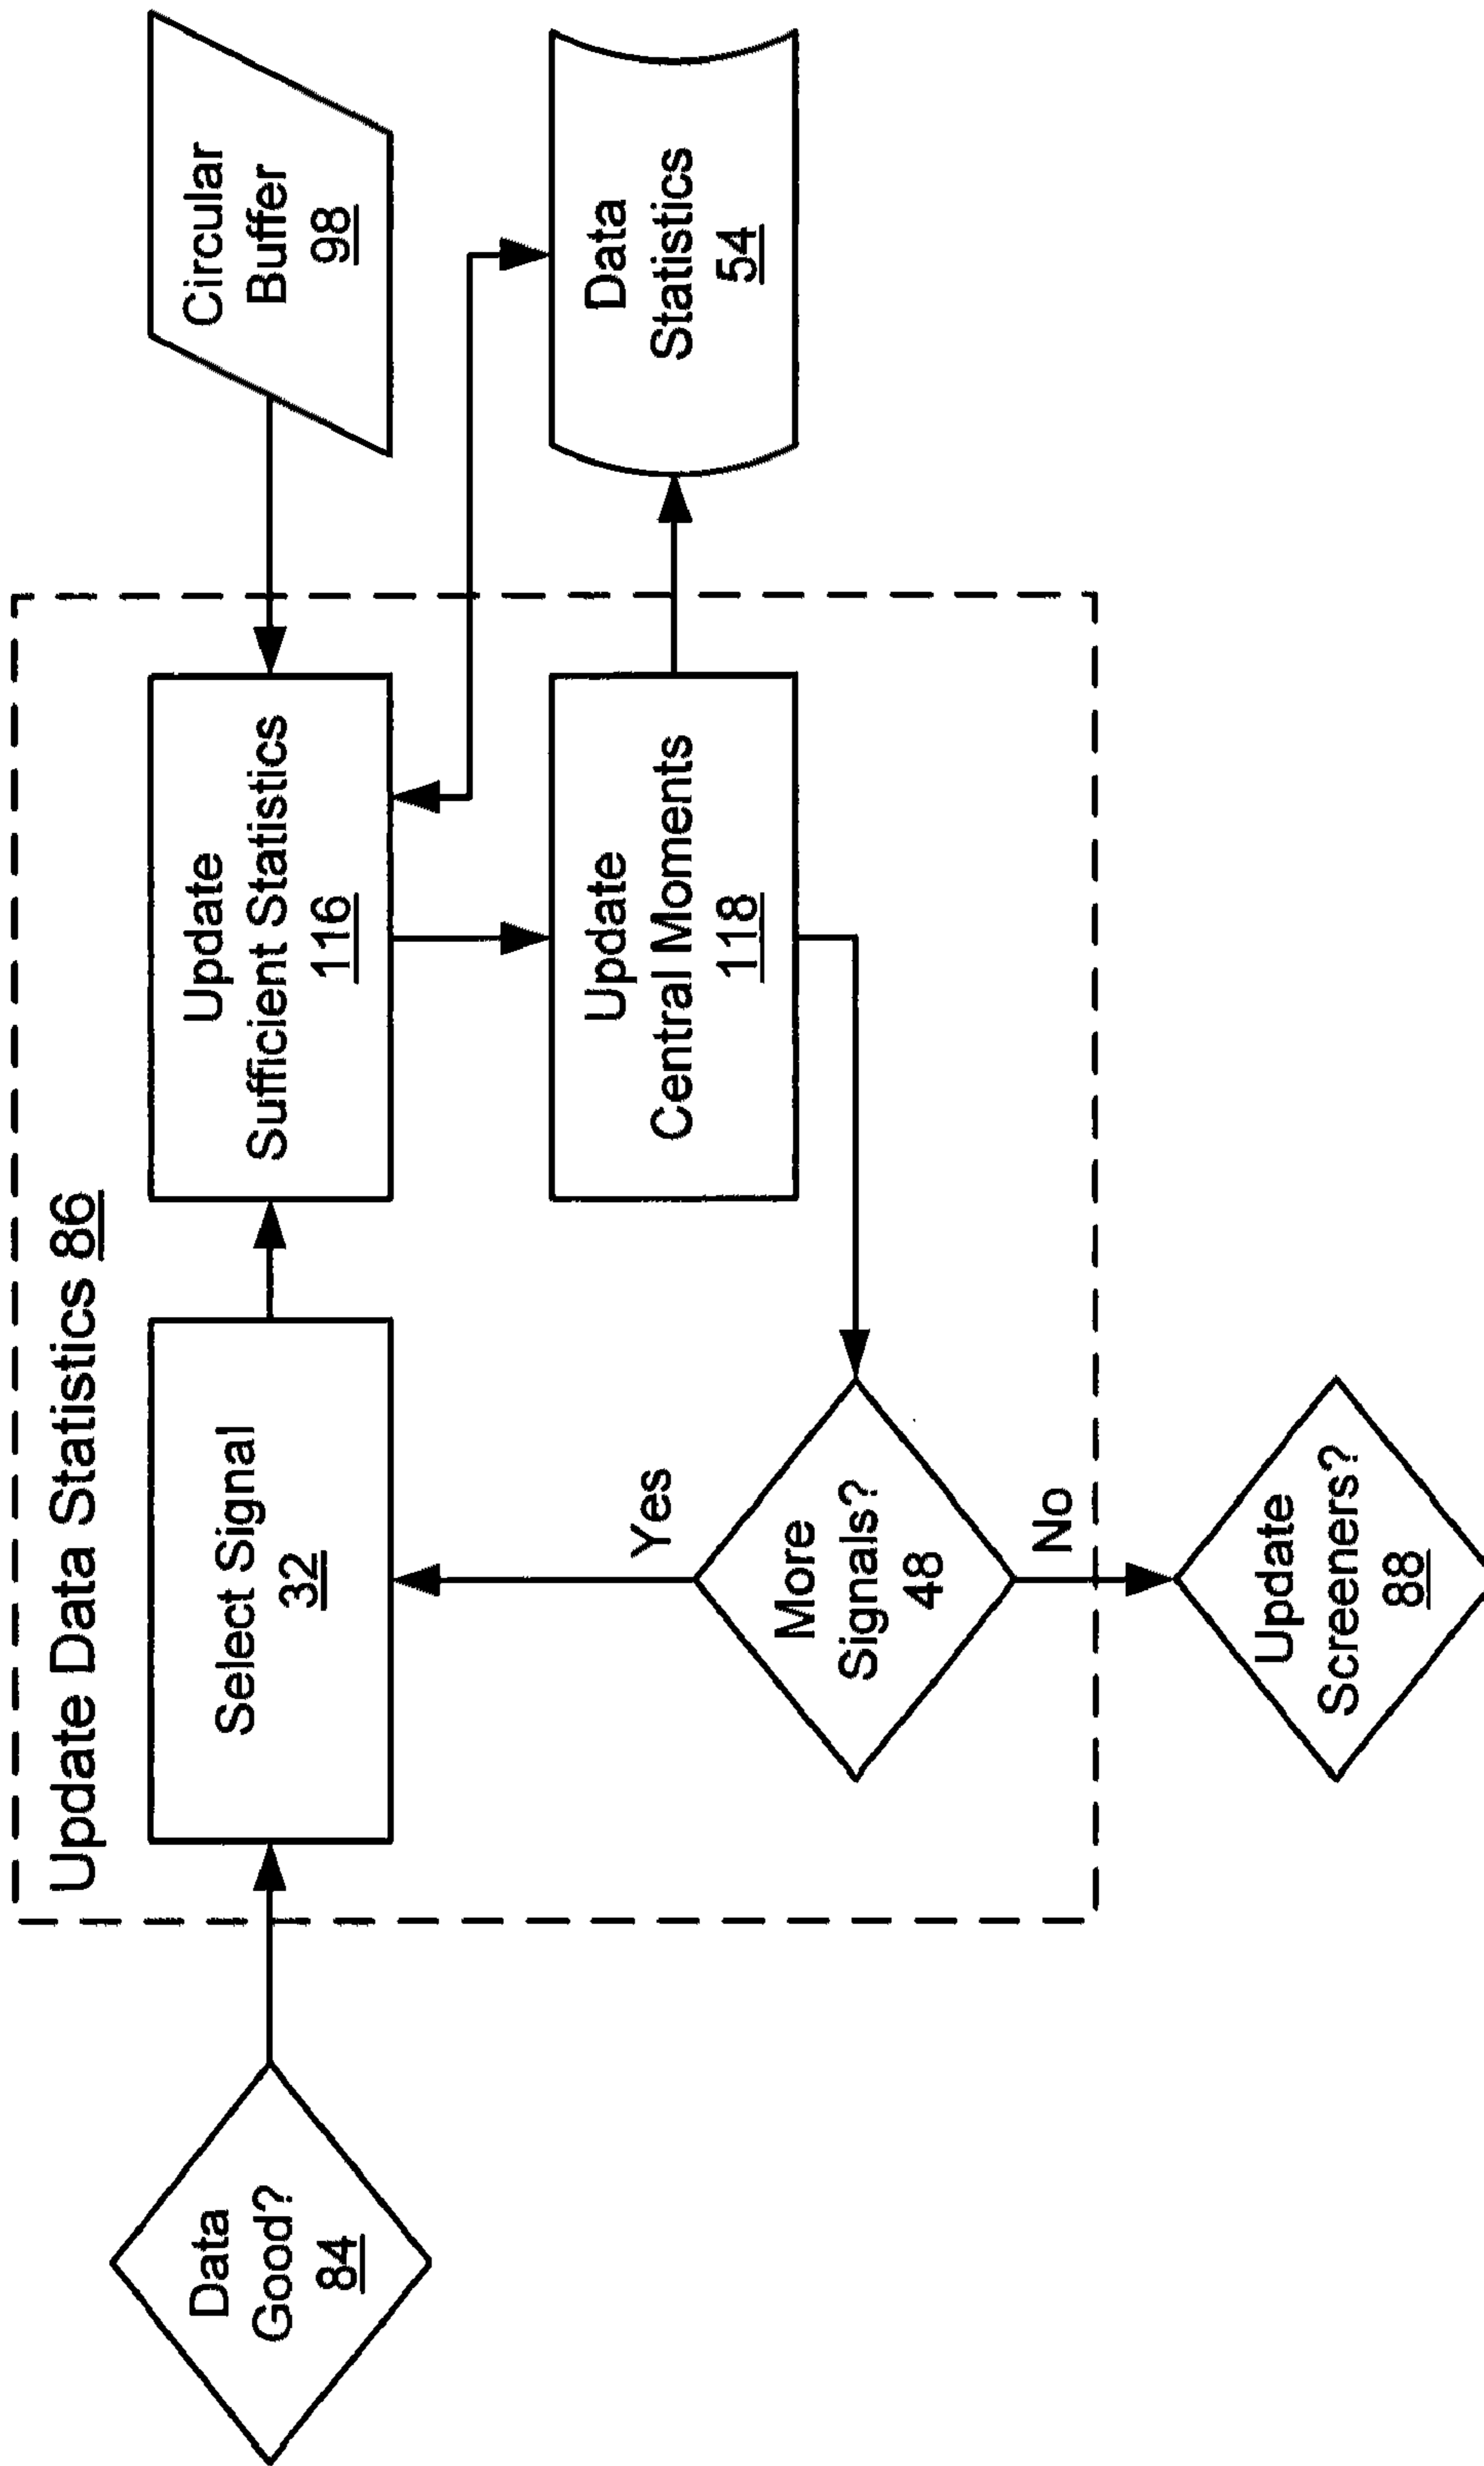 Update Data Statistics 86
Data
Good?
84
Select Signal
32
Update
Sufficient Statistics
116
Circular
Buffer
98
Yes
More
Signals?
48
Update
Central Moments
118
Data
Statistics
54
No
Update
Screeners?
88